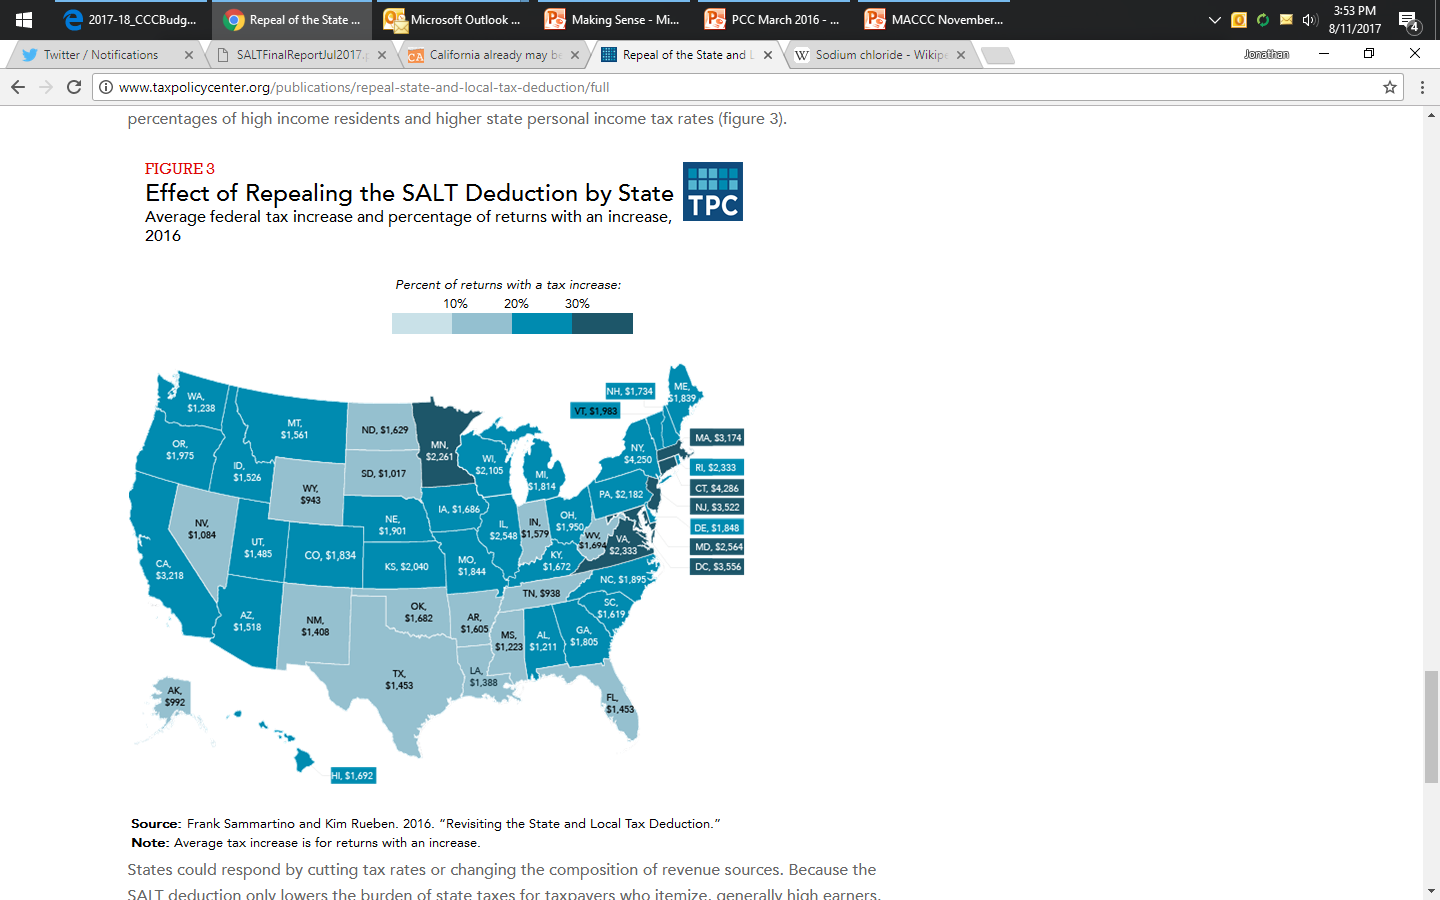 2017-18_CCCBudg...
Repeal of the State ...
Microsoft Outlook ...
Making Sense - Mi...
PCC March 2016 - ...
MACCC November...
3:53 PM
8/11/2017
4
Twitter / Notifications
SALTFinalReportJul2017.p
California already may be
Repeal of the State and L
Sodium chloride - Wikipe
Jonathan
www.taxpolicycenter.org/publications/repeal-state-and-local-tax-deduction/full
percentages of high income residents and higher state personal income tax rates (figure 3).
FIGURE 3
Effect of Repealing the SALT Deduction by State
Average federal tax increase and percentage of returns with an increase,
2016
TPC
Percent of returns with a tax increase:
10% 20% 30%
WA,
$1,238
OR,
$1,975
CA,
$3,218
MT,
$1,561
ID,
$1,526
WY,
$943
NV,
$1,084
UT,
$1,485
CO, $1,834
AZ,
$1,518
NM,
$1,408
ND, $1,629
SD, $1,017
NE,
$1,901
KS, $2,040
OK,
$1,682
TX,
$1,453
MN,
$2,261
IA, $1,686
MO,
$1,844
AR,
$1,605
LA,
$1,388
WI,
$2,105
IL,
$2,548
MI,
$1,814
IN,
$1,579
OH,
$1,950
KY,
$1,672
TN, $938
MS,
$1,223
AL,
$1,211
GA,
$1,805
FL,
$1,453
SC,
$1,619
NC, $1,895
VA,
$2,333
WV,
$1,694
PA, $2,182
NY,
$4,250
VT, $1,983
NH, $1,734
ME,
$1,839
MA, $3,174
RI, $2,333
CT, $4,286
NJ, $3,522
DE, $1,848
MD, $2,564
DC, $3,556
AK,
$992
HI, $1,692
Source: Frank Sammartino and Kim Rueben. 2016. “Revisiting the State and Local Tax Deduction.”
Note: Average tax increase is for returns with an increase.
States could respond by cutting tax rates or changing the composition of revenue sources. Because the
SALT deduction only lowers the burden of state taxes for taxpayers who itemize, generally high earners,